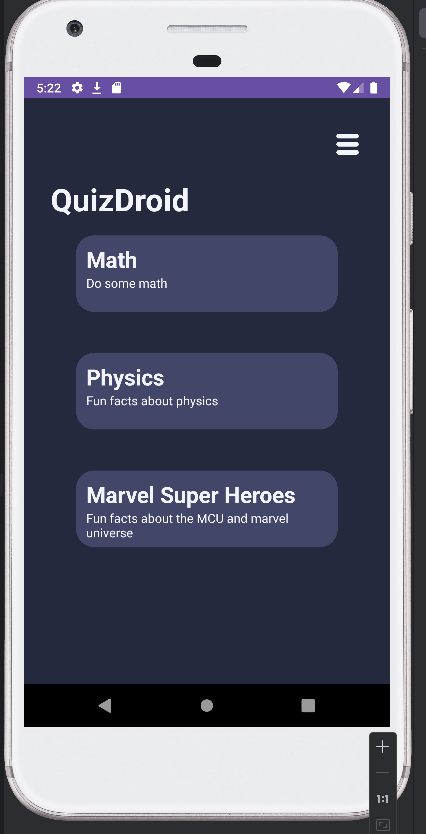 5:22
QuizDroid
Math
Do some math
Physics
Fun facts about physics
Marvel Super Heroes
Fun facts about the MCU and marvel
universe
1:1